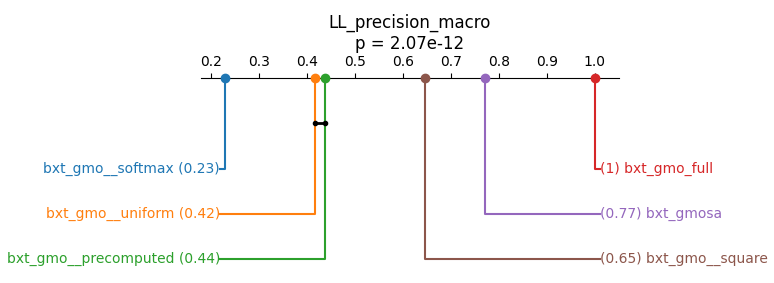 LL_precision_macro
p = 2.07e-12
0.2 0.3 0.4 0.5 0.6 0.7 0.8 0.9 1.0
bxt_gmo__softmax (0.23) (1) bxt_gmo_full
bxt_gmo__uniform (0.42) (0.77) bxt_gmosa
bxt_gmo__precomputed (0.44) (0.65) bxt_gmo__square